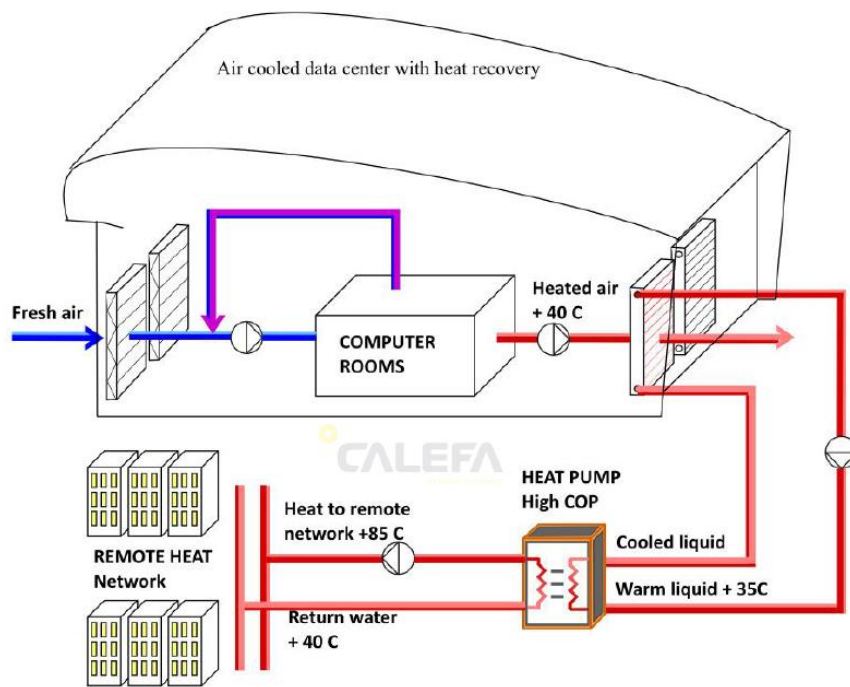 Air cooled data center with heat recovery
Fresh air
Heated air
+ 40 C
COMPUTER
ROOMS
CALEFA
HEAT PUMP
High COP
Heat to remote
network +85 C
Cooled liquid
REMOTE HEAT
Network
Warm liquid + 35C
Return water
+ 40 C